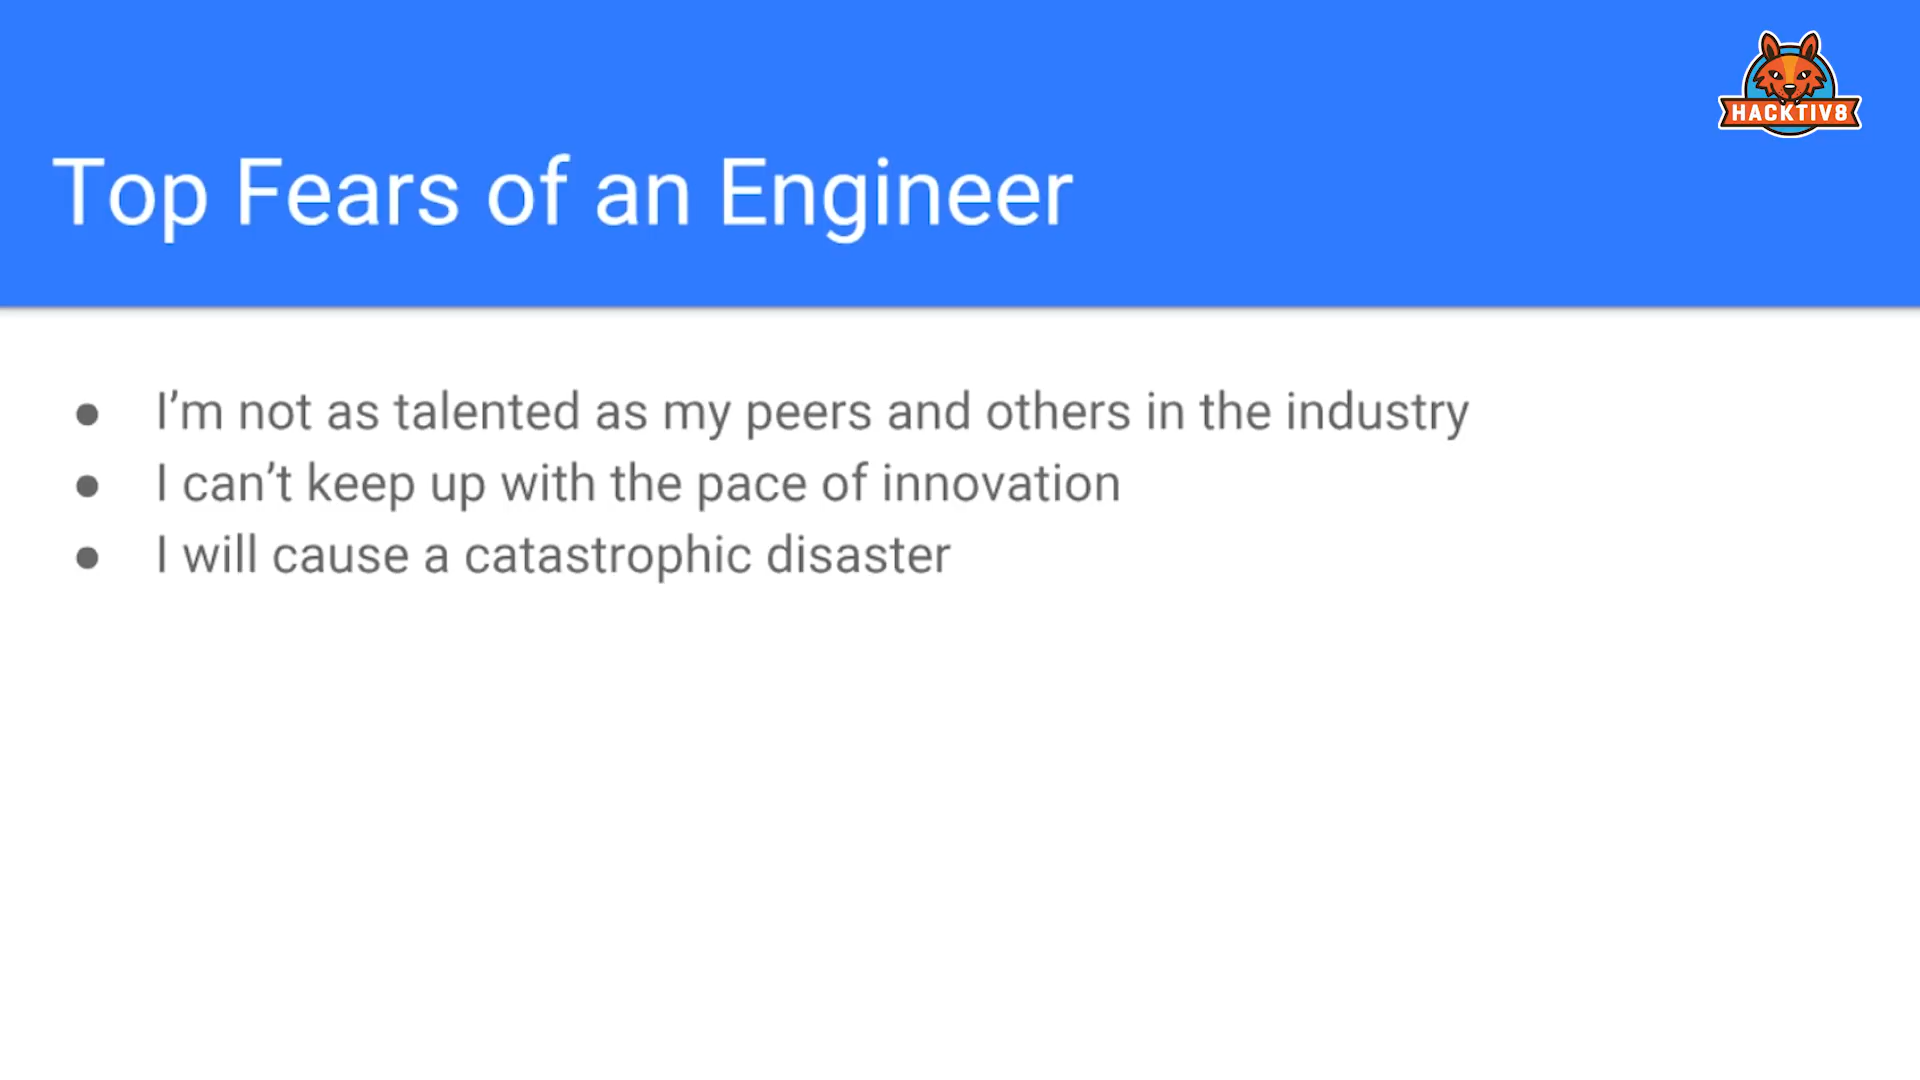 HACKTIV8
Top Fears of an Engineer
● I’m not as talented as my peers and others in the industry
● I can’t keep up with the pace of innovation
● I will cause a catastrophic disaster